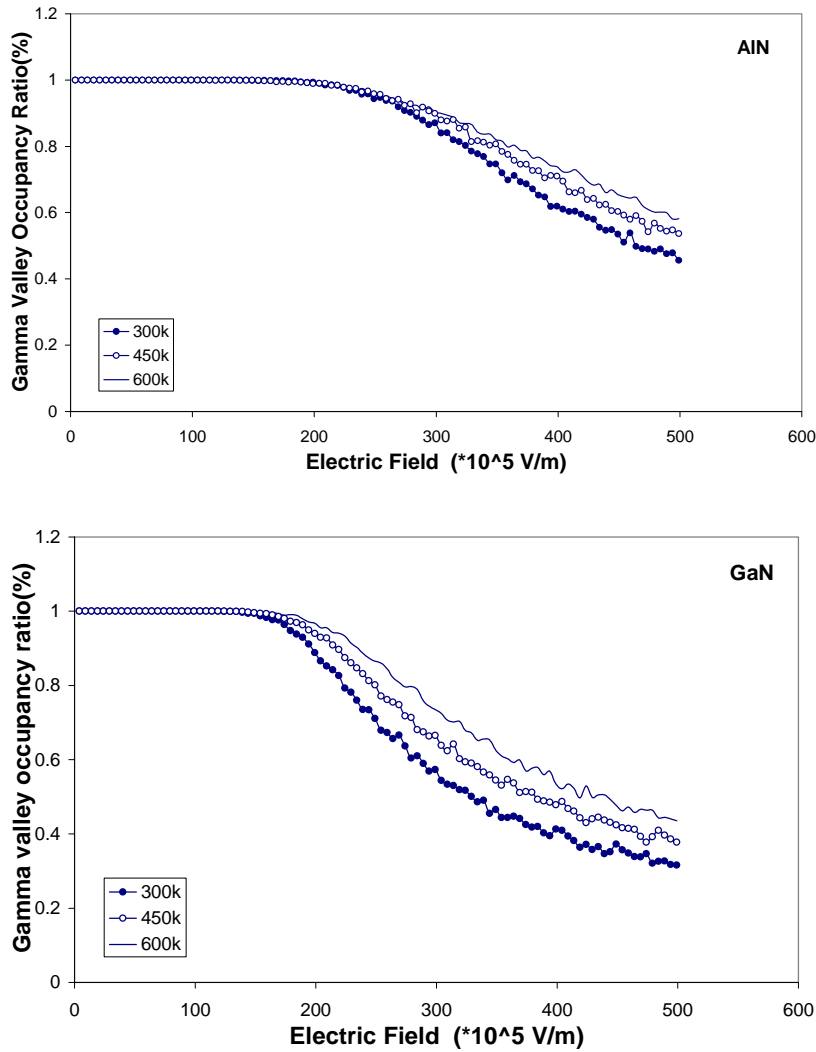 AlN
Gamma Valley Occupancy Ratio(%)
1.2
1
0.8
0.6
0.4
0.2
0
300k
450k
600k
0 100 200 300 400 500 600
Electric Field (*10^5 V/m)
GaN
Gamma valley occupancy ratio(%)
1.2
1
0.8
0.6
0.4
0.2
0
300k
450k
600k
0 100 200 300 400 500 600
Electric Field (*10^5 V/m)